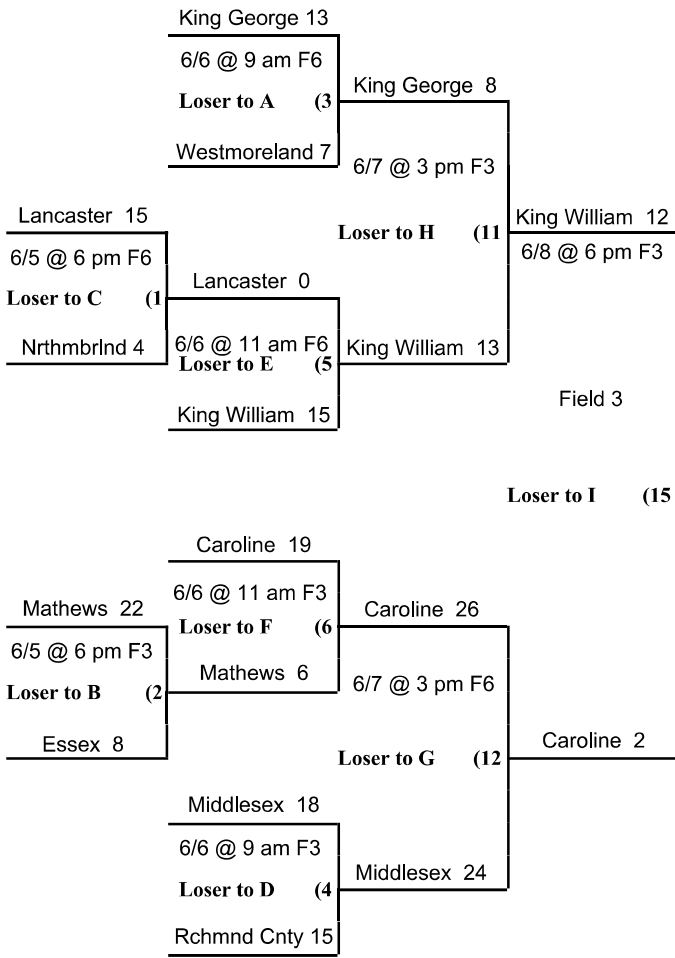 King George 13
6/6 @ 9 am F6
Loser to A (3
King George 8
Westmoreland 7
6/7 @ 3 pm F3
Lancaster 15
Loser to H (11
King William 12
6/5 @ 6 pm F6
6/8 @ 6 pm F3
Loser to C (1
Lancaster 0
Nrthmbrlnd 4
6/6 @ 11 am F6
Loser to E (5
King William 13
King William 15
Field 3
Loser to I (15
Caroline 19
6/6 @ 11 am F3
Mathews 22
Loser to F (6
Caroline 26
6/5 @ 6 pm F3
Mathews 6
6/7 @ 3 pm F6
Loser to B (2
Essex 8
Loser to G (12
Caroline 2
Middlesex 18
6/6 @ 9 am F3
Loser to D (4
Middlesex 24
Rchmnd Cnty 15